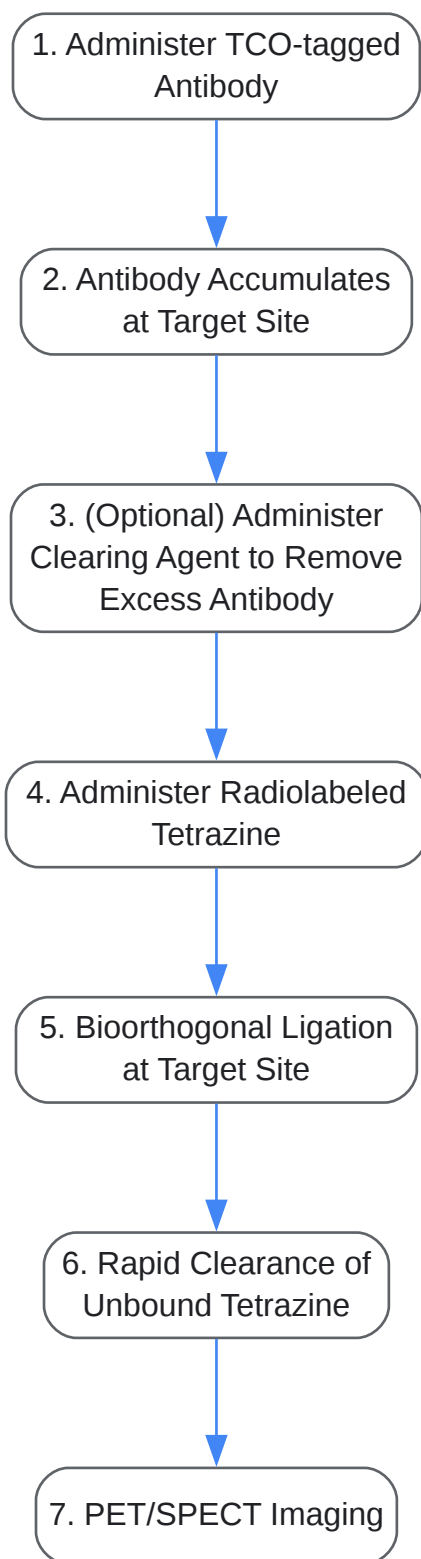 1. Administer TCO-tagged
Antibody
2. Antibody Accumulates
at Target Site
3. (Optional) Administer
Clearing Agent to Remove
Excess Antibody
4. Administer Radiolabeled
Tetrazine
5. Bioorthogonal Ligation
at Target Site
6. Rapid Clearance of
Unbound Tetrazine
7. PET/SPECT Imaging